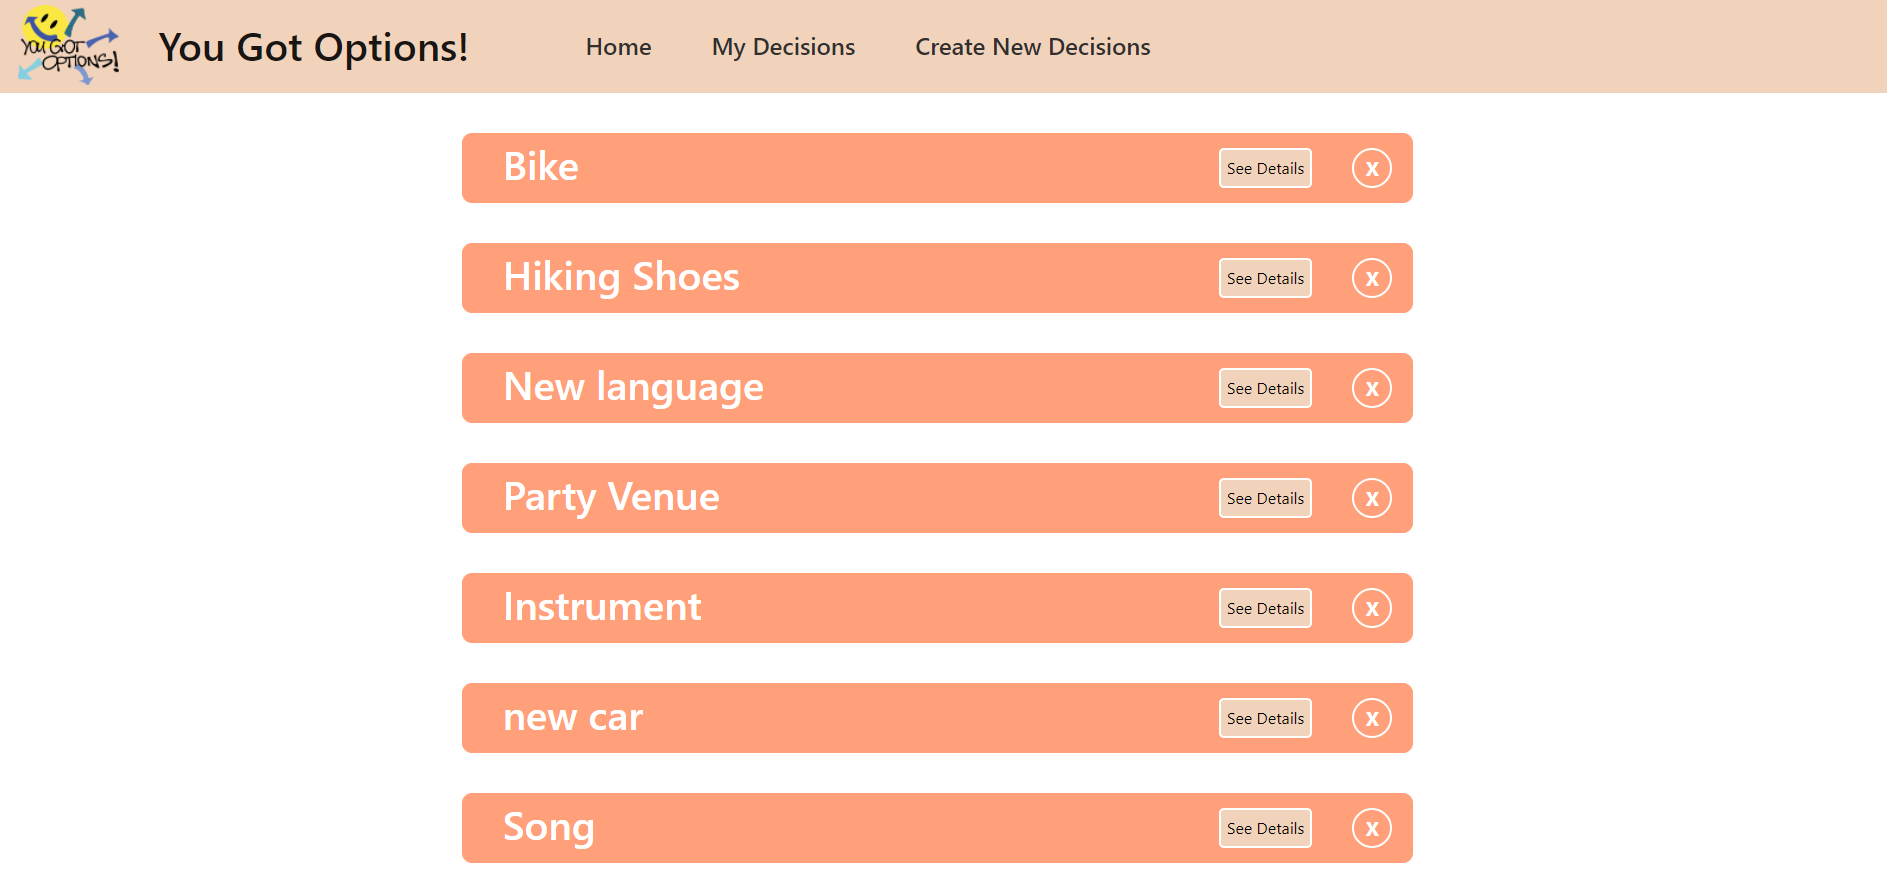 YOU GOT
OPTIONS!
You Got Options!
Home
My Decisions
Create New Decisions
Bike
See Details
X
Hiking Shoes
See Details
X
New language
See Details
X
Party Venue
See Details
X
Instrument
See Details
X
new car
See Details
X
Song
See Details
X